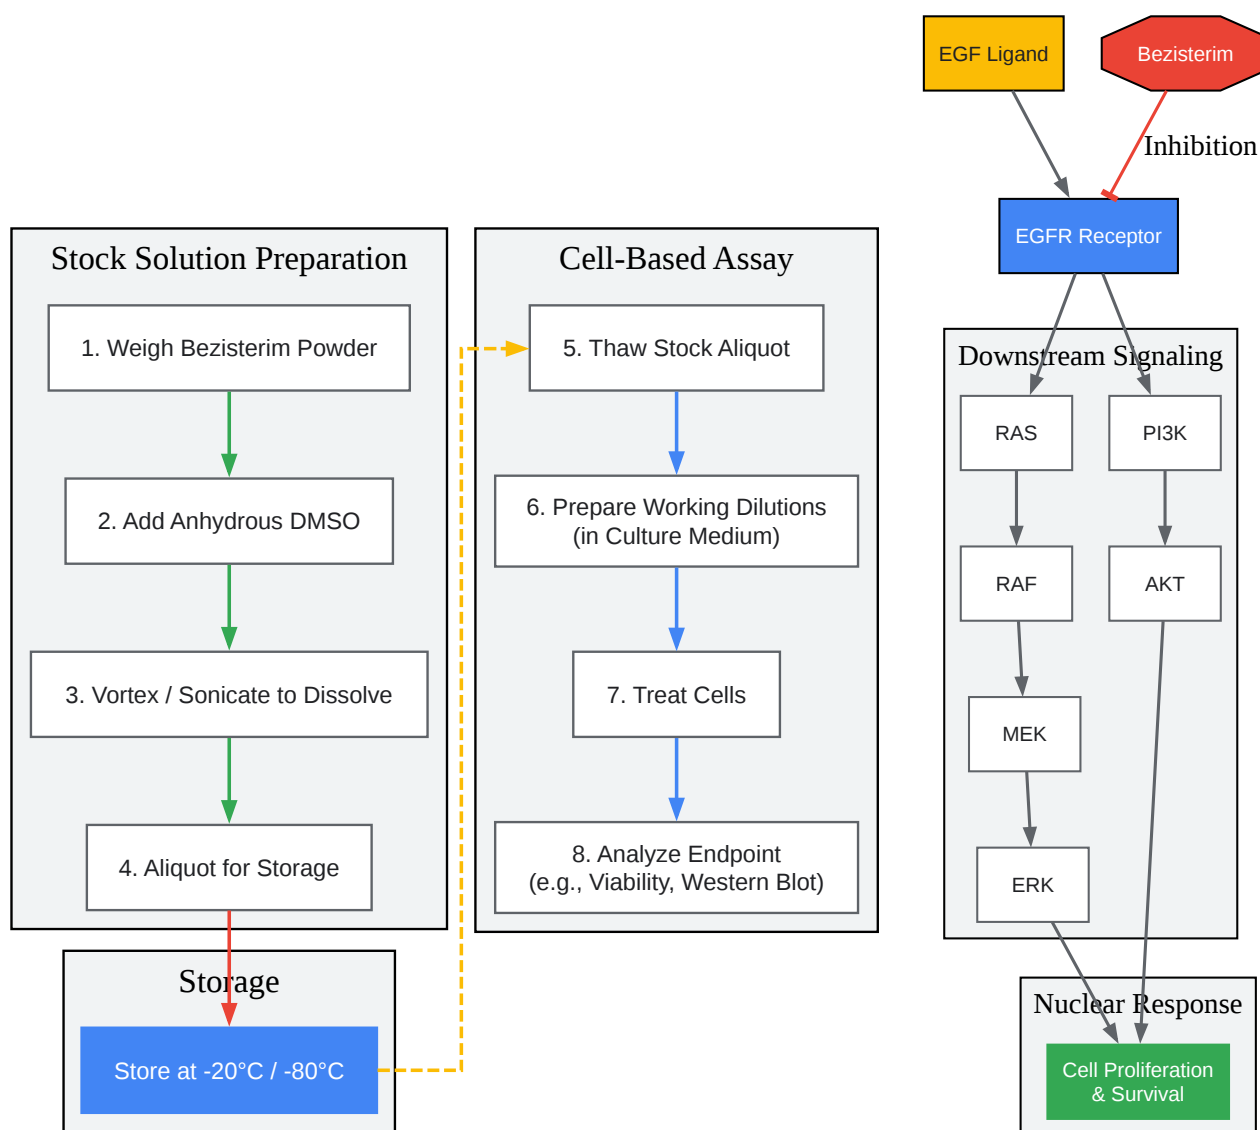 Stock Solution Preparation
1. Weigh Bezisterim Powder
2. Add Anhydrous DMSO
3. Vortex / Sonicate to Dissolve
4. Aliquot for Storage
Storage
Store at -20°C / -80°C
Cell-Based Assay
5. Thaw Stock Aliquot
6. Prepare Working Dilutions
(in Culture Medium)
7. Treat Cells
8. Analyze Endpoint
(e.g., Viability, Western Blot)
EGF Ligand
Bezisterim
Inhibition
EGFR Receptor
Downstream Signaling
RAS
PI3K
RAF
AKT
MEK
ERK
Nuclear Response
Cell Proliferation
& Survival